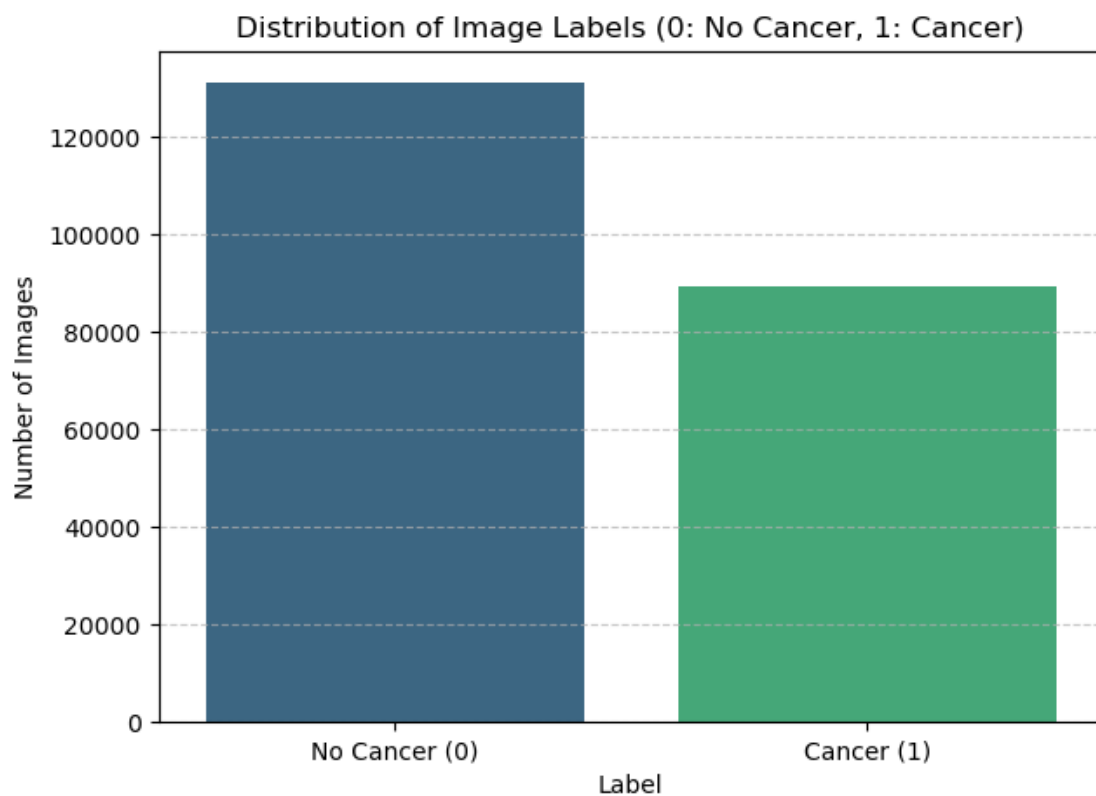 Distribution of Image Labels (0: No Cancer, 1: Cancer)
Number of Images
120000
100000
80000
60000
40000
20000
0
No Cancer (0)
Cancer (1)
Label